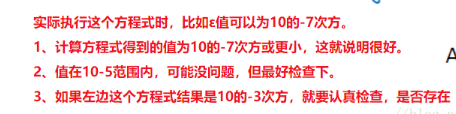 实际执行这个方程式时，比如ε值可以为10的-7次方。
1、计算方程式得到的值为10的-7次方或更小，这就说明很好。
2、值在10-5范围内，可能没问题，但最好检查下。
3、如果左边这个方程式结果是10的-3次方，就要认真检查，是否存在